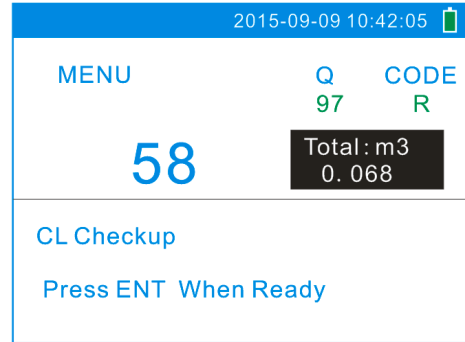 2015-09-09 10:42:05
MENU Q CODE
97 R
58
Total:m3
0.068
CL Checkup
Press ENT When Ready